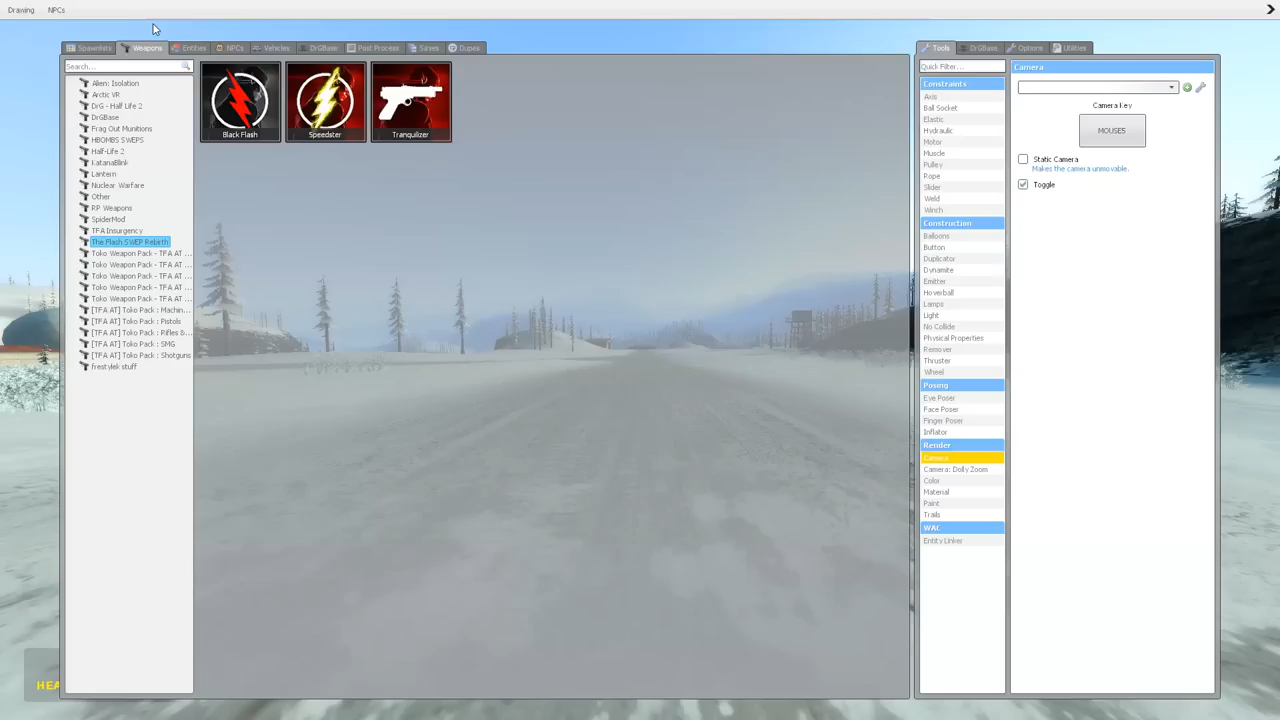 Drawing NPCs
Spawnlists Weapons Entities NPCs Vehicles DrGBase Post Process Saves Dupes
Search...
Alien: Isolation
Arctic VR
DrG - Half Life 2
DrGBase
Frag Out Munitions
HBOMBS SWEPS
Half-Life 2
KatanaBlink
Lantern
Nuclear Warfare
Other
RP Weapons
SpiderMod
TFA Insurgency
The Flash SWEP Rebirth
Toko Weapon Pack - TFA AT ...
Toko Weapon Pack - TFA AT ...
Toko Weapon Pack - TFA AT ...
Toko Weapon Pack - TFA AT ...
Toko Weapon Pack - TFA AT ...
[TFA AT] Toko Pack : Machin...
[TFA AT] Toko Pack : Pistols
[TFA AT] Toko Pack : Rifles &...
[TFA AT] Toko Pack : SMG
[TFA AT] Toko Pack : Shotguns
frestylek stuff
Black Flash
Speedster
Tranquilizer
HEA
Tools DrGBase Options Utilities
Quick Filter...
Constraints
Axis
Ball Socket
Elastic
Hydraulic
Motor
Muscle
Pulley
Rope
Slider
Weld
Winch
Construction
Balloons
Button
Duplicator
Dynamite
Emitter
Hoverball
Lamps
Light
No Collide
Physical Properties
Remover
Thruster
Wheel
Posing
Eye Poser
Face Poser
Finger Poser
Inflator
Render
Camera
Camera: Dolly Zoom
Color
Material
Paint
Trails
WAC
Entity Linker
Camera
Camera Key
MOUSE5
Static Camera
Makes the camera unmovable.
Toggle